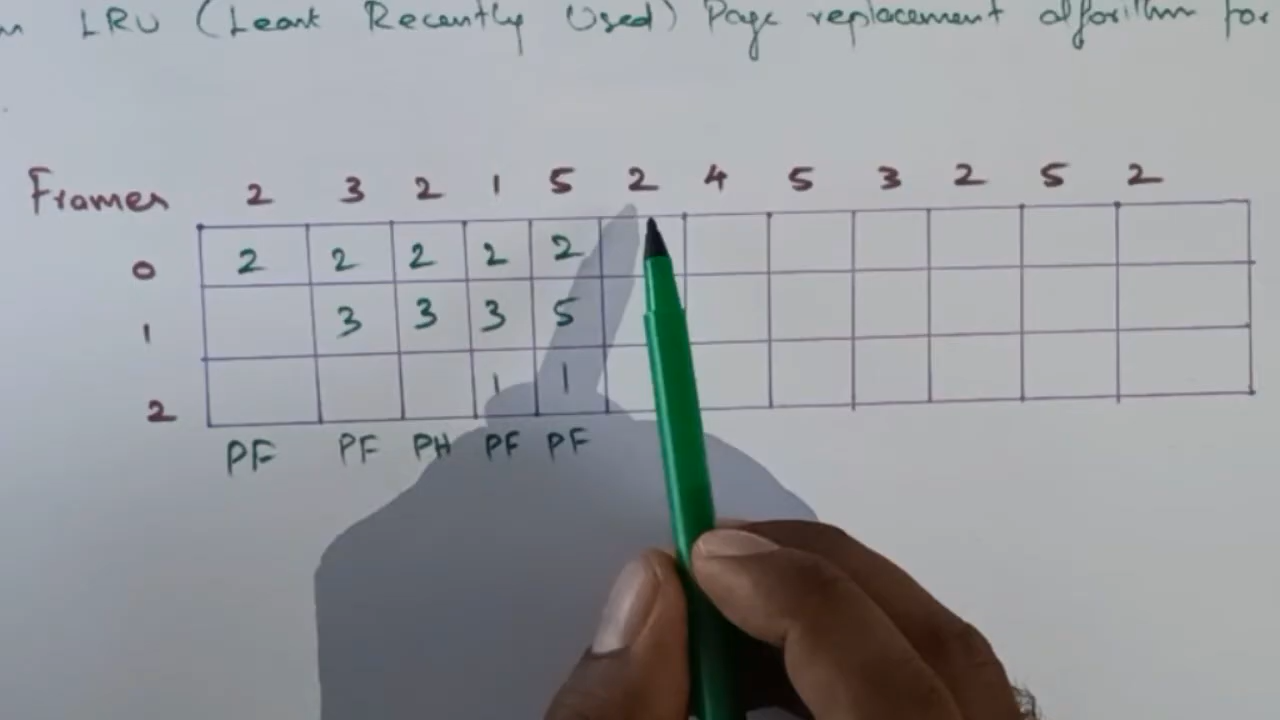 LRU (Least Recently Used) Page replacement algorithm for
Frames 2 3 2 1 5 2 4 5 3 2 5 2
0 2 2 2 2 2
1 3 3 3 5
2 1 1
PF PF PH PF PF